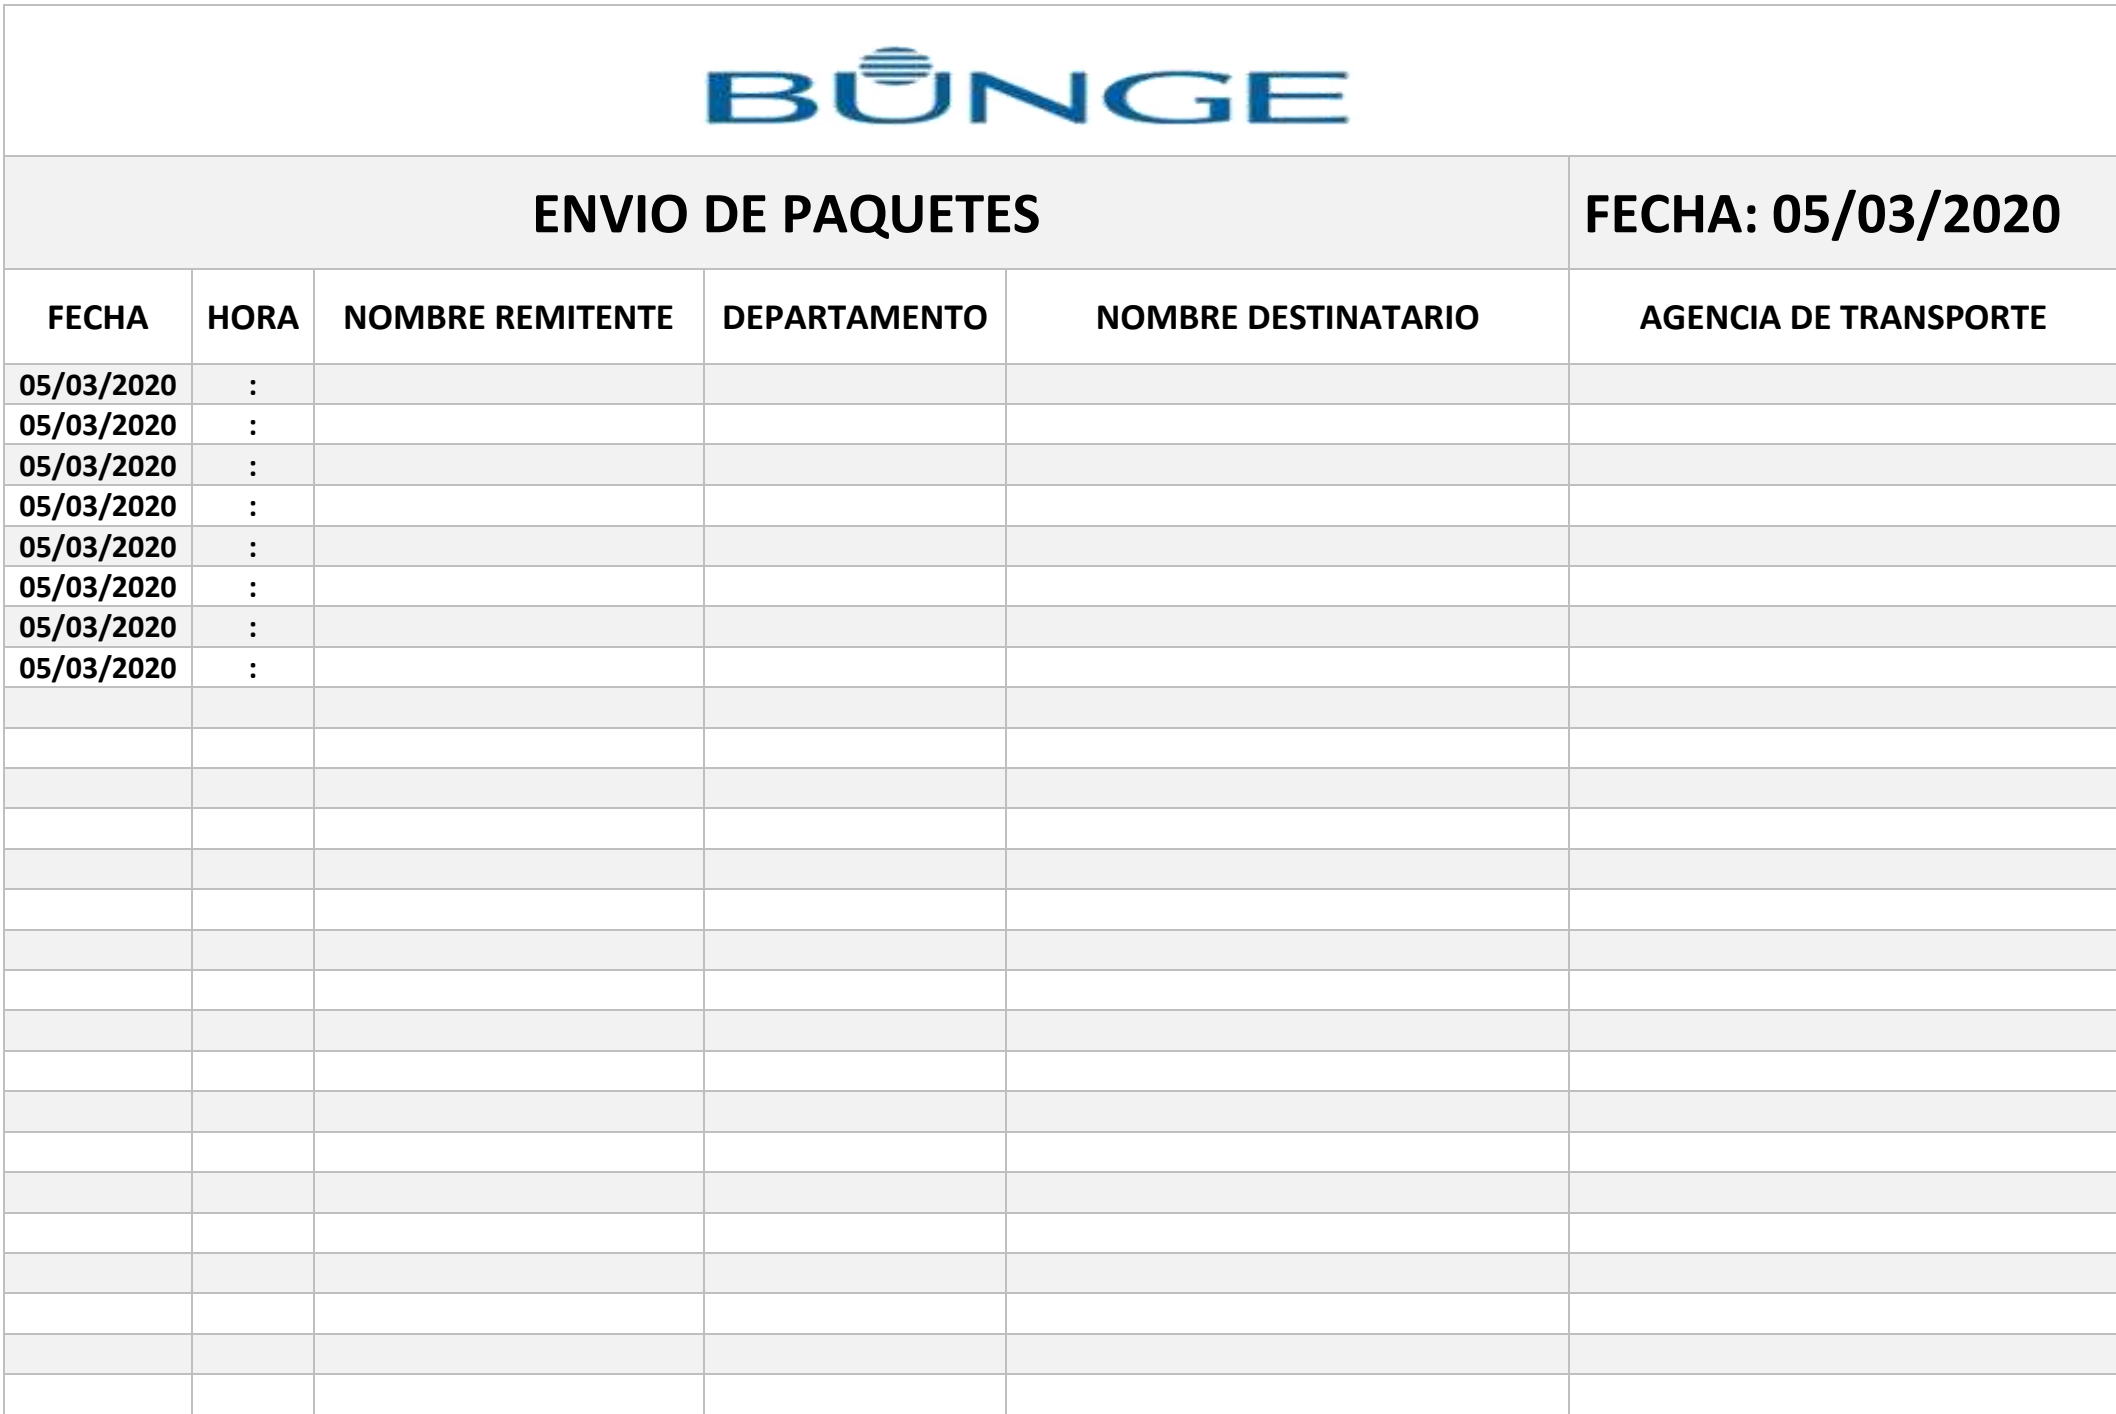 BUNGE
ENVIO DE PAQUETES FECHA: 05/03/2020
FECHA HORA NOMBRE REMITENTE DEPARTAMENTO NOMBRE DESTINATARIO AGENCIA DE TRANSPORTE
05/03/2020 :
05/03/2020 :
05/03/2020 :
05/03/2020 :
05/03/2020 :
05/03/2020 :
05/03/2020 :
05/03/2020 :